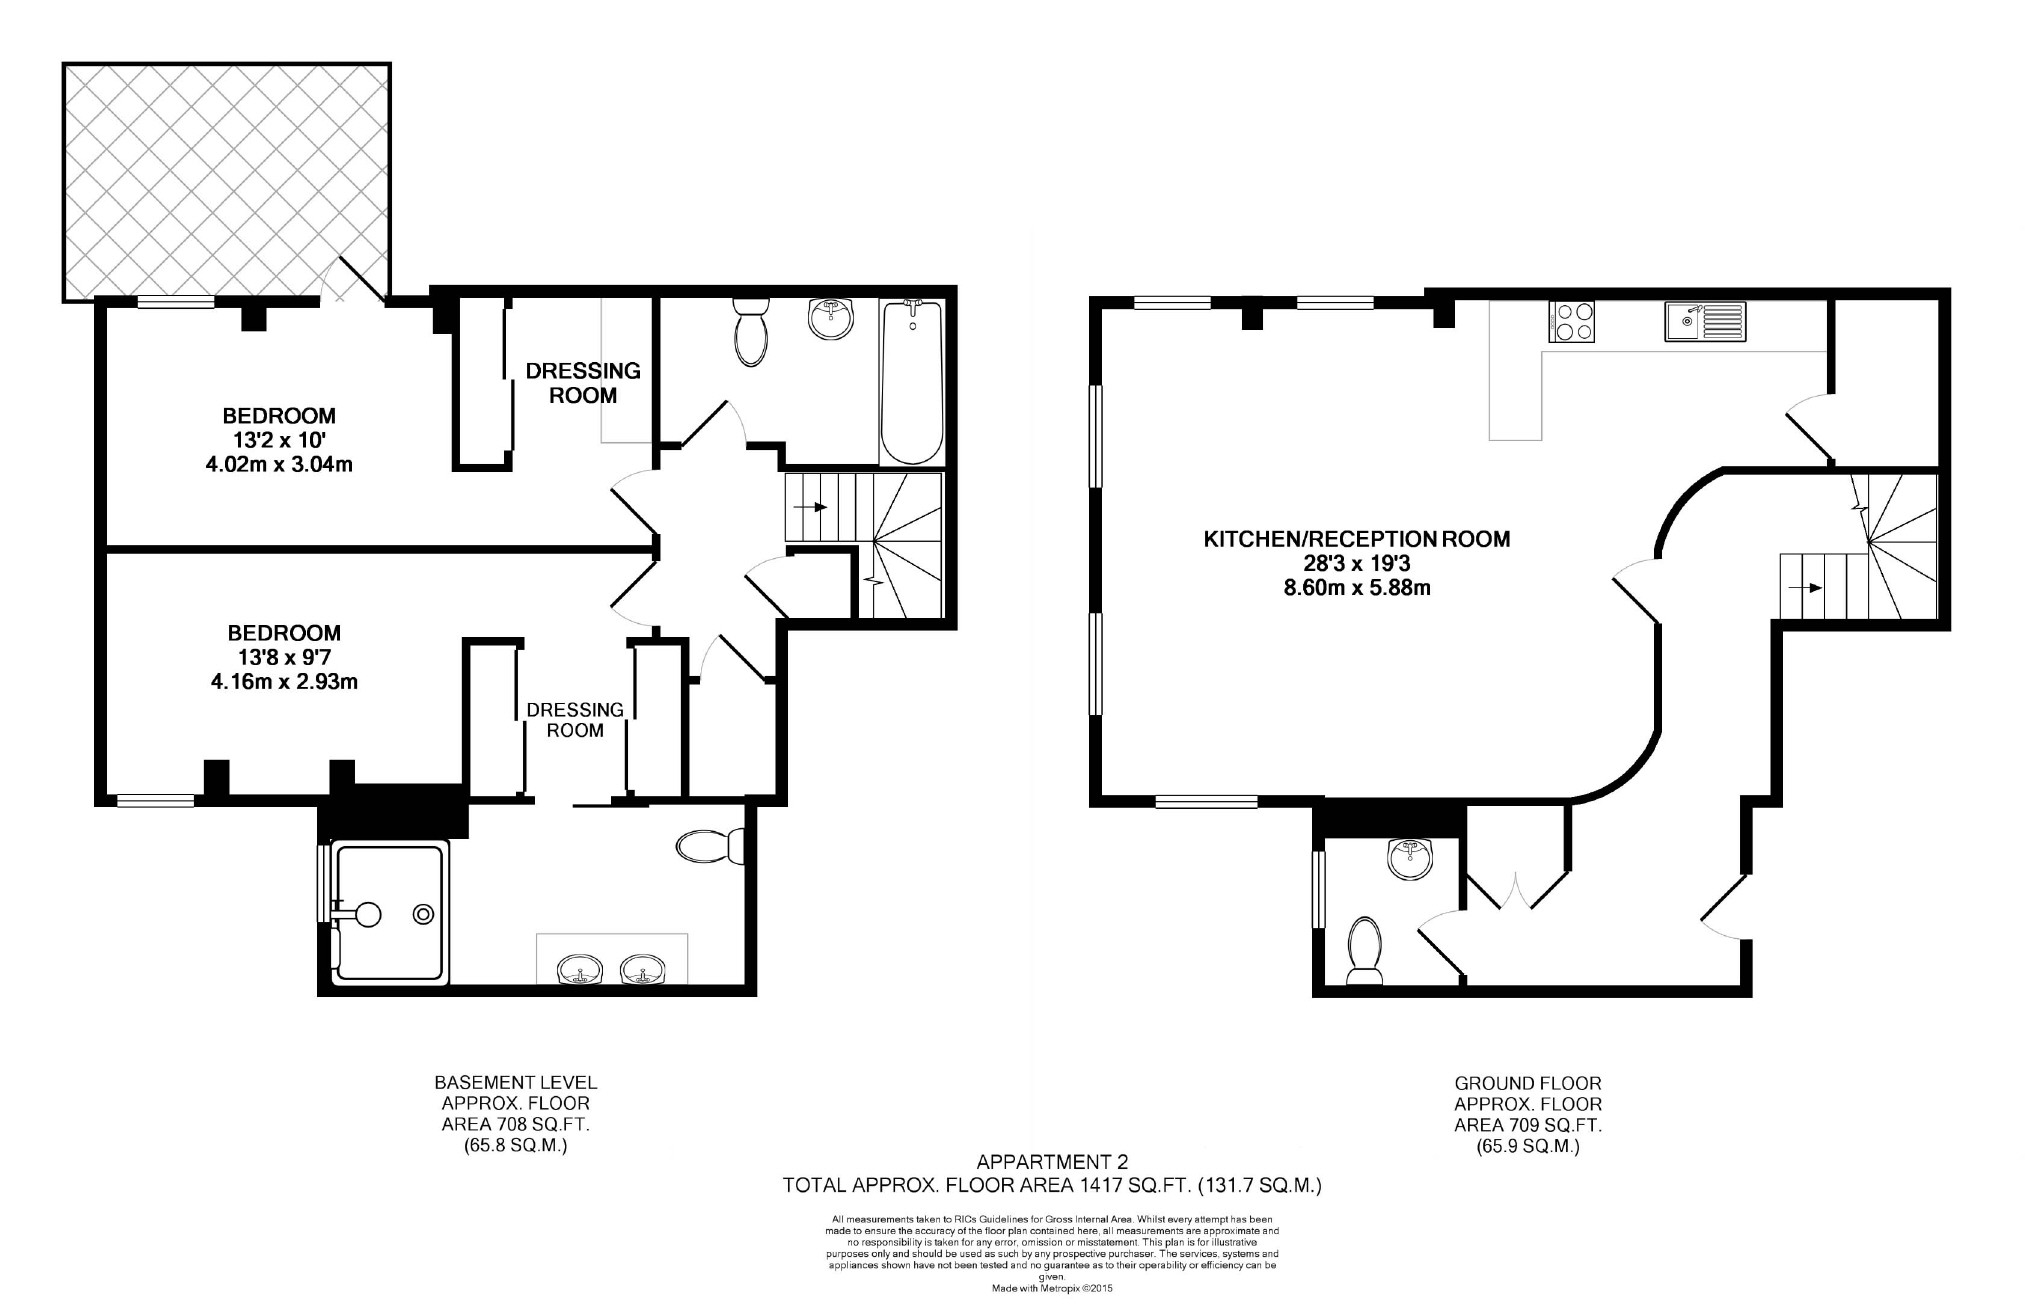 DRESSING
ROOM
BEDROOM
13'2 x 10'
4.02m x 3.04m
BEDROOM
13'8 x 9'7
4.16m x 2.93m
DRESSING
ROOM
KITCHEN/RECEPTION ROOM
28'3 x 19'3
8.60m x 5.88m
BASEMENT LEVEL
APPROX. FLOOR
AREA 708 SQ.FT.
(65.8 SQ.M.)
GROUND FLOOR
APPROX. FLOOR
AREA 709 SQ.FT.
(65.9 SQ.M.)
APPARTMENT 2
TOTAL APPROX. FLOOR AREA 1417 SQ.FT. (131.7 SQ.M.)
All measurements taken to RICs Guidelines for Gross Internal Area. Whilst every attempt has been
made to ensure the accuracy of the floor plan contained here, all measurements are approximate and
no responsibility is taken for any error, omission or misstatement. This plan is for illustrative
purposes only and should be used as such by any prospective purchaser. The services, systems and
appliances shown have not been tested and no guarantee as to their operability or efficiency can be
given.
Made with Metropix ©2015